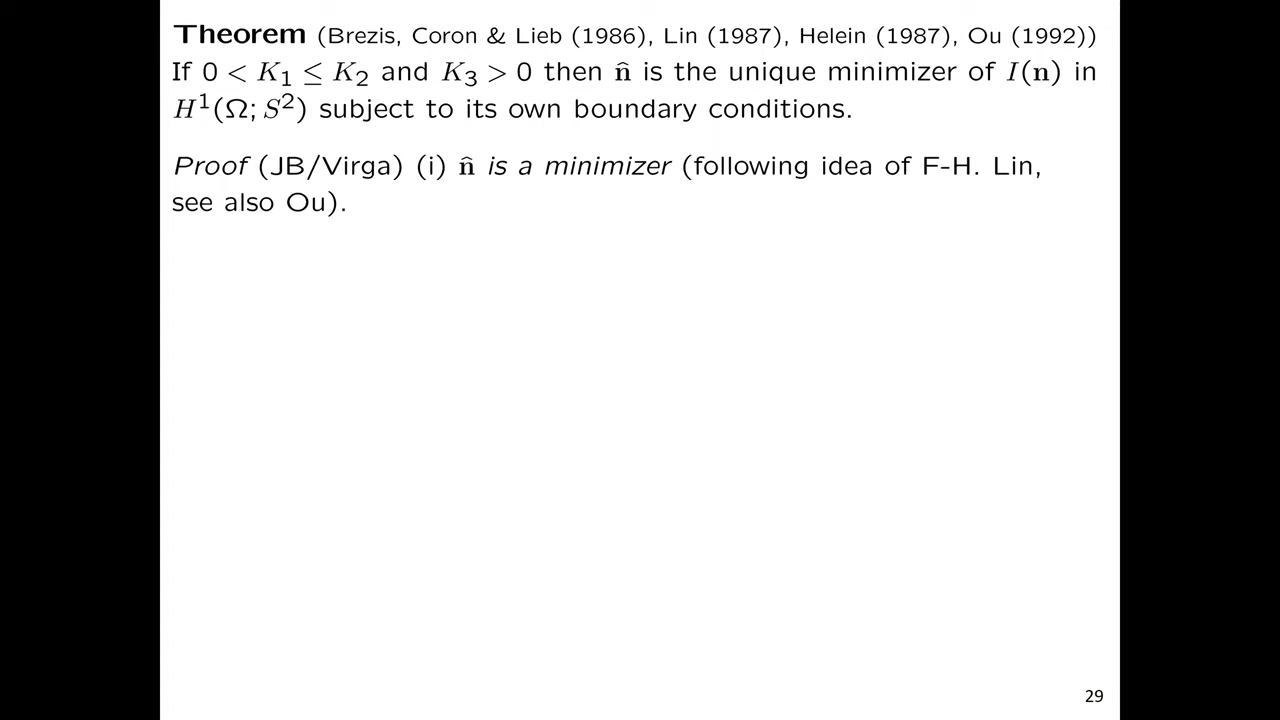 Theorem (Brezis, Coron & Lieb (1986), Lin (1987), Helein (1987), Ou (1992))
If 0 < K₁ ≤ K₂ and K₃ > 0 then n̂ is the unique minimizer of I(n) in
H¹(Ω; S²) subject to its own boundary conditions.
Proof (JB/Virga) (i) n̂ is a minimizer (following idea of F-H. Lin,
see also Ou).
29